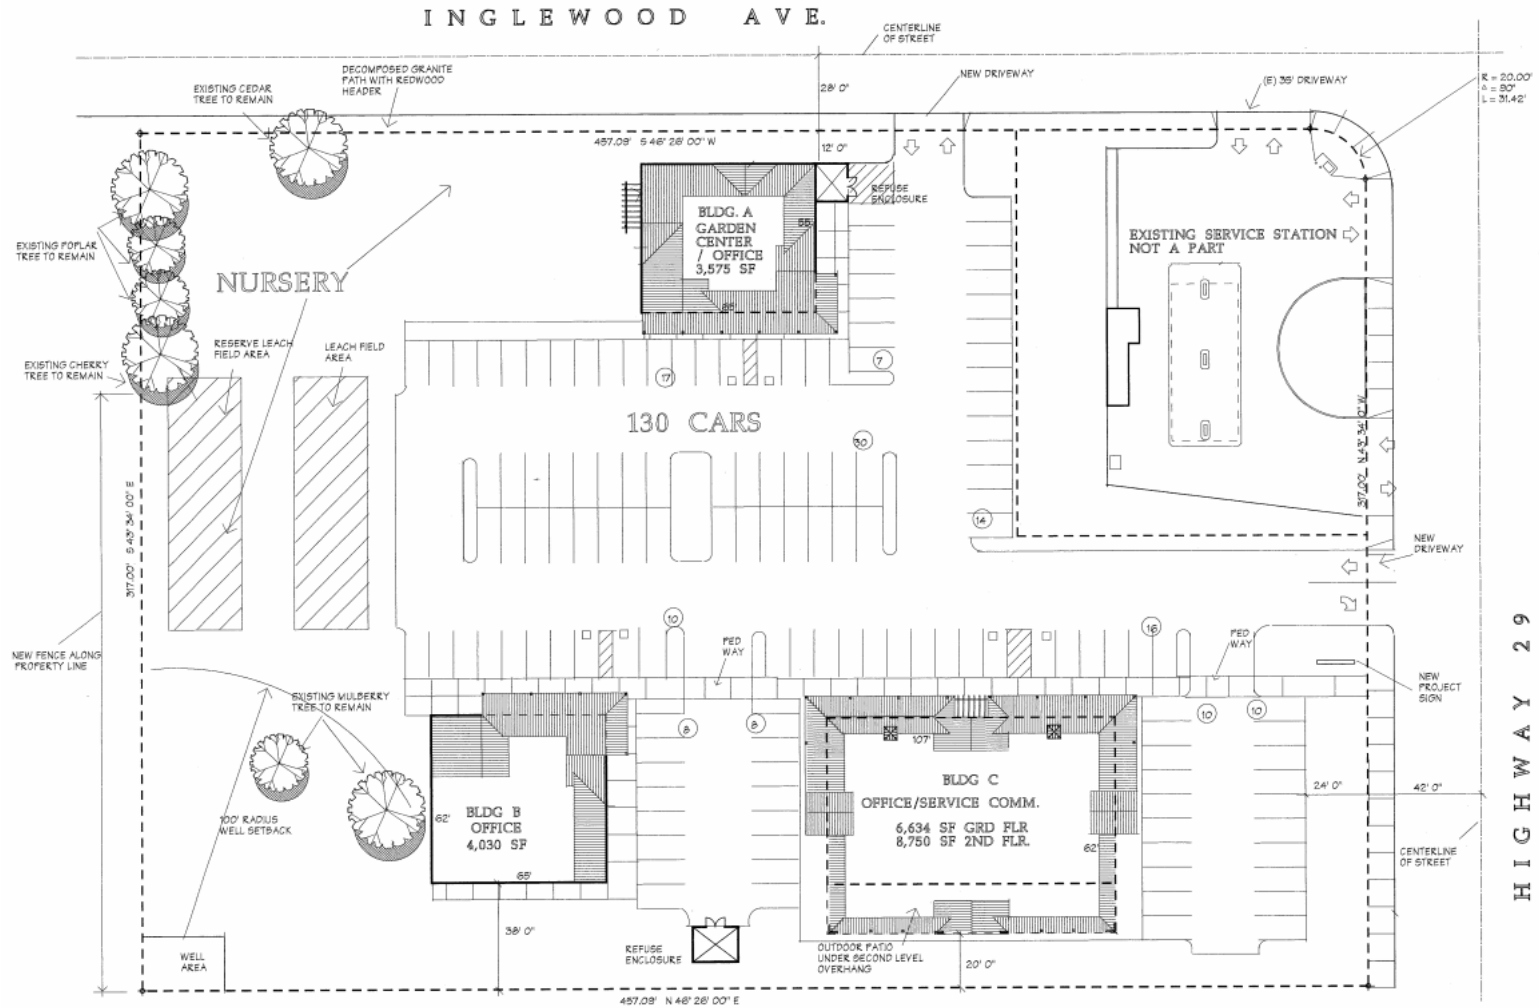 INGLEWOOD AVE.
CENTERLINE
OF STREET
DECOMPOSED GRANITE
PATH WITH REDWOOD
HEADER
EXISTING CEDAR
TREE TO REMAIN
28' 0"
NEW DRIVEWAY
(E) 35' DRIVEWAY
R = 20.00'
Δ = 90°
L = 31.42'
457.09' S 46° 26' 00" W
12' 0"
REFUSE
ENCLOSURE
BLDG. A
GARDEN
CENTER
/ OFFICE
3,575 SF
55'
65'
EXISTING SERVICE STATION
NOT A PART
EXISTING POPLAR
TREE TO REMAIN
NURSERY
RESERVE LEACH
FIELD AREA
LEACH FIELD
AREA
EXISTING CHERRY
TREE TO REMAIN
7
17
130 CARS
30
14
317.00' S 43° 34' 00" E
317.00' N 43° 34' 0" W
NEW
DRIVEWAY
10
16
PED
WAY
PED
WAY
NEW FENCE ALONG
PROPERTY LINE
NEW
PROJECT
SIGN
EXISTING MULBERRY
TREE TO REMAIN
8
8
10
10
107'
BLDG C
OFFICE/SERVICE COMM.
6,634 SF GRD FLR
8,750 SF 2ND FLR.
62'
BLDG B
OFFICE
4,030 SF
62'
65'
100' RADIUS
WELL SETBACK
24' 0"
42' 0"
CENTERLINE
OF STREET
HIGHWAY 29
38' 0"
REFUSE
ENCLOSURE
OUTDOOR PATIO
UNDER SECOND LEVEL
OVERHANG
20' 0"
WELL
AREA
457.09' N 46° 26' 00" E